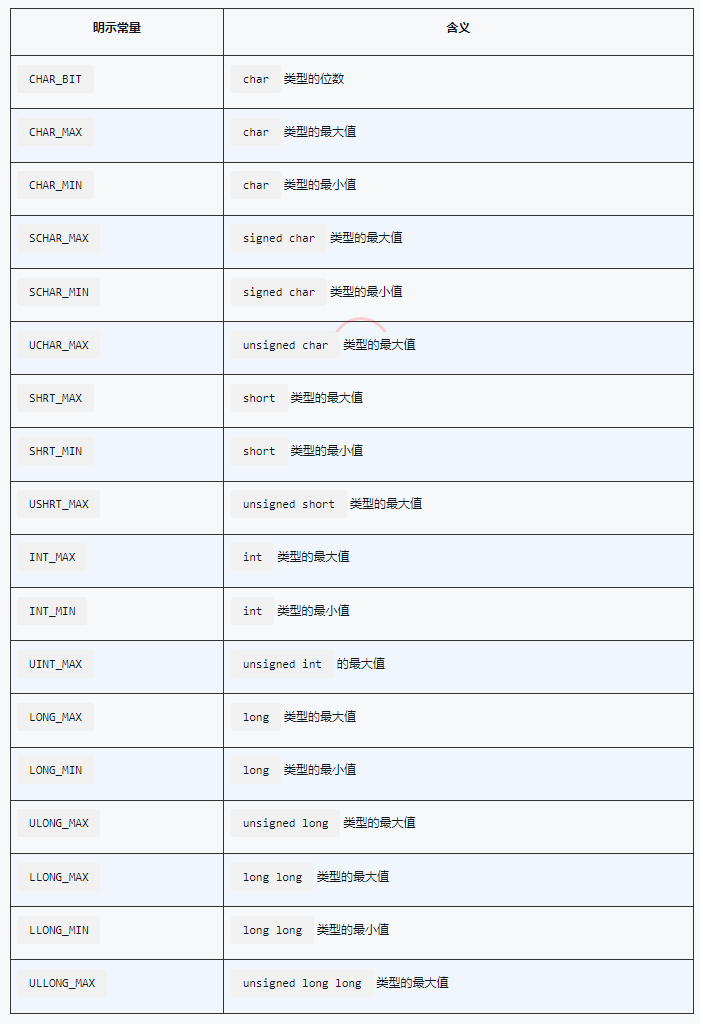 明示常量 含义
CHAR_BIT char 类型的位数
CHAR_MAX char 类型的最大值
CHAR_MIN char 类型的最小值
SCHAR_MAX signed char 类型的最大值
SCHAR_MIN signed char 类型的最小值
UCHAR_MAX unsigned char 类型的最大值
SHRT_MAX short 类型的最大值
SHRT_MIN short 类型的最小值
USHRT_MAX unsigned short 类型的最大值
INT_MAX int 类型的最大值
INT_MIN int 类型的最小值
UINT_MAX unsigned int 的最大值
LONG_MAX long 类型的最大值
LONG_MIN long 类型的最小值
ULONG_MAX unsigned long 类型的最大值
LLONG_MAX long long 类型的最大值
LLONG_MIN long long 类型的最小值
ULLONG_MAX unsigned long long 类型的最大值